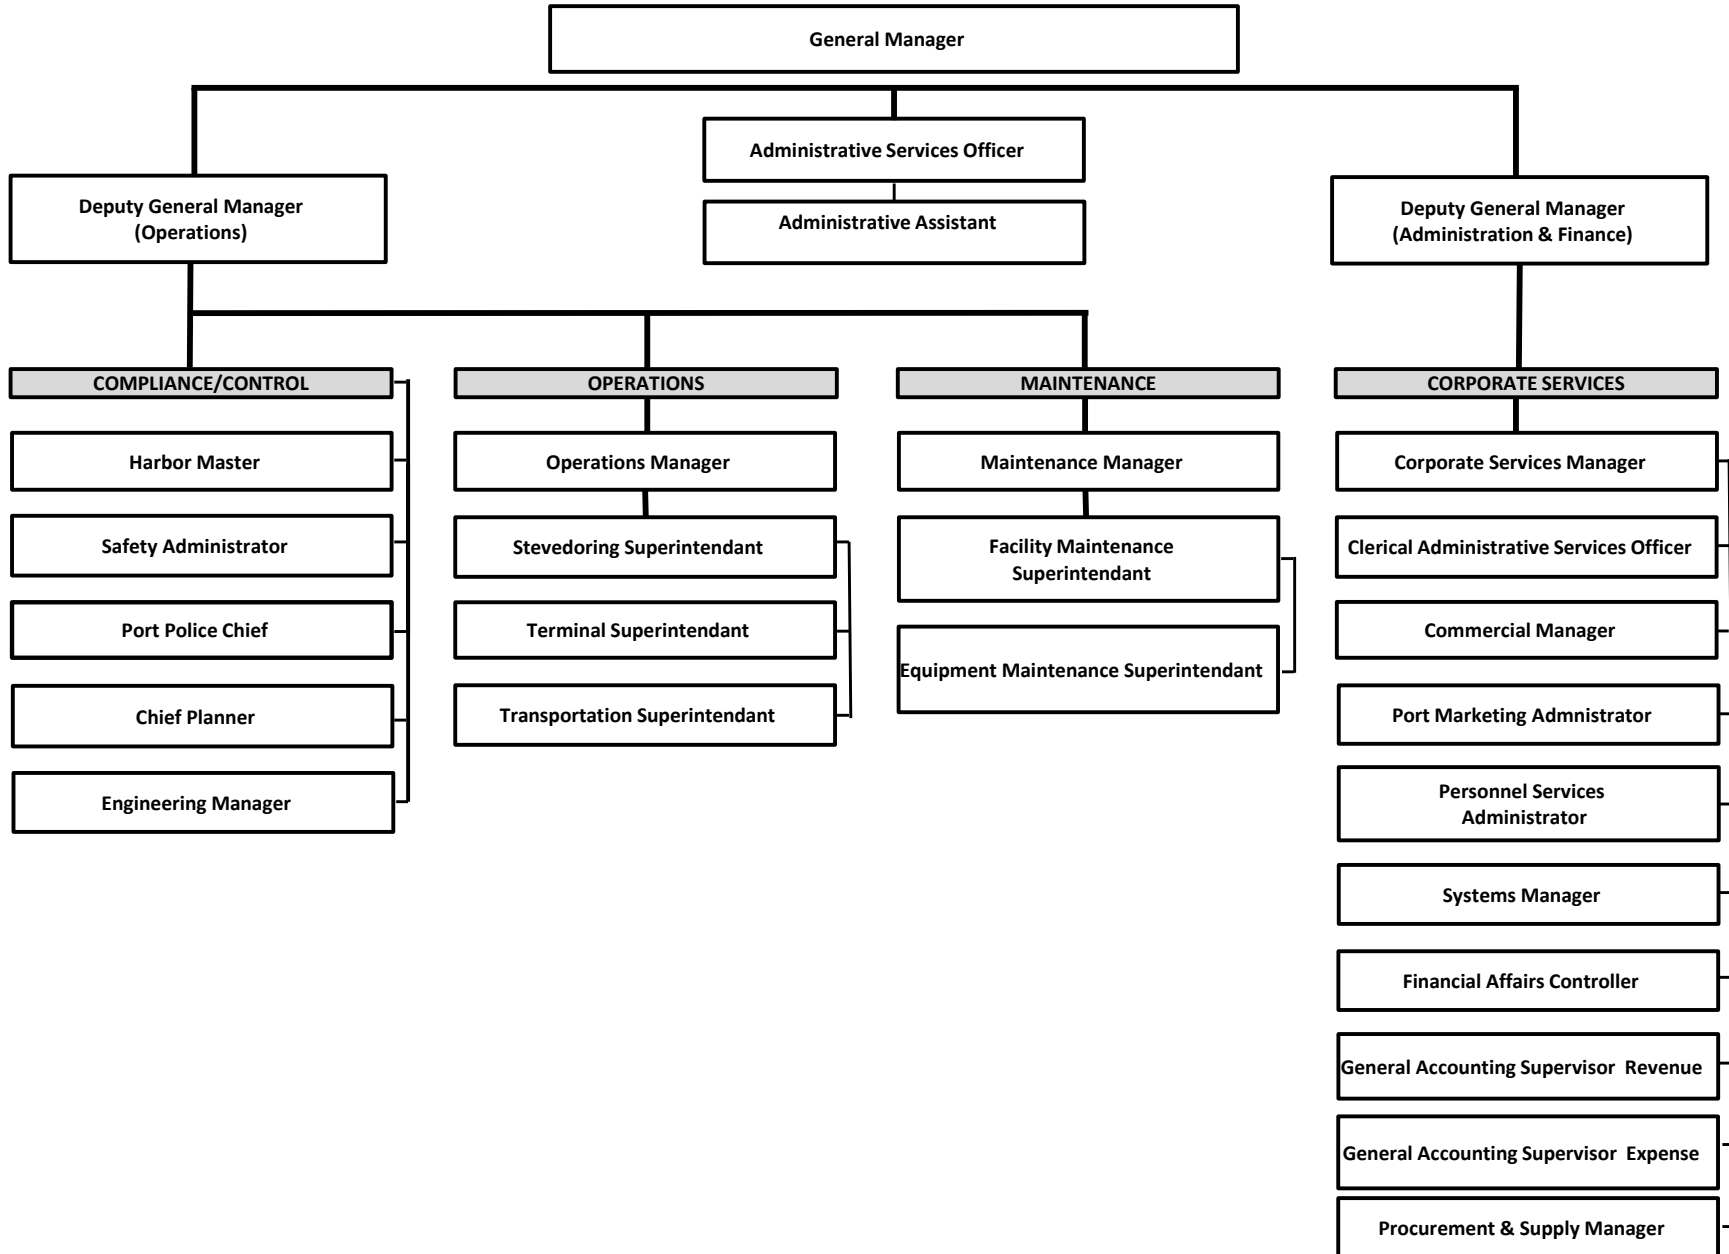 General Manager
Administrative Services Officer
Administrative Assistant
Deputy General Manager
(Operations)
Deputy General Manager
(Administration & Finance)
COMPLIANCE/CONTROL
Harbor Master
Safety Administrator
Port Police Chief
Chief Planner
Engineering Manager
OPERATIONS
Operations Manager
Stevedoring Superintendant
Terminal Superintendant
Transportation Superintendant
MAINTENANCE
Maintenance Manager
Facility Maintenance
Superintendant
Equipment Maintenance Superintendant
CORPORATE SERVICES
Corporate Services Manager
Clerical Administrative Services Officer
Commercial Manager
Port Marketing Admnistrator
Personnel Services
Administrator
Systems Manager
Financial Affairs Controller
General Accounting Supervisor Revenue
General Accounting Supervisor Expense
Procurement & Supply Manager